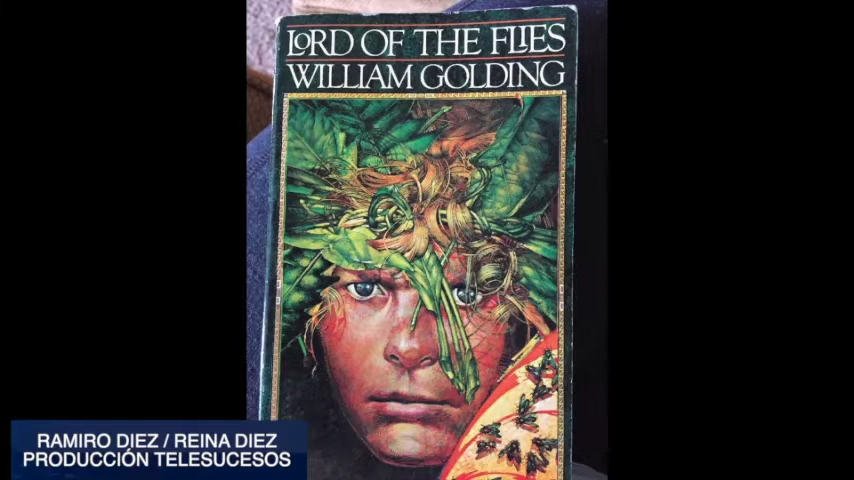 LORD OF THE FLIES
WILLIAM GOLDING
RAMIRO DIEZ / REINA DIEZ
PRODUCCIÓN TELESUCESOS